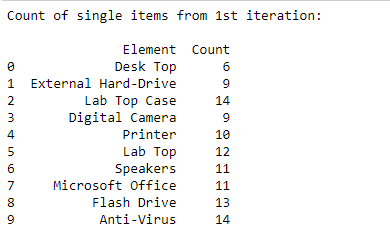 Count of single items from 1st iteration:
Element Count
0 Desk Top 6
1 External Hard-Drive 9
2 Lab Top Case 14
3 Digital Camera 9
4 Printer 10
5 Lab Top 12
6 Speakers 11
7 Microsoft Office 11
8 Flash Drive 13
9 Anti-Virus 14